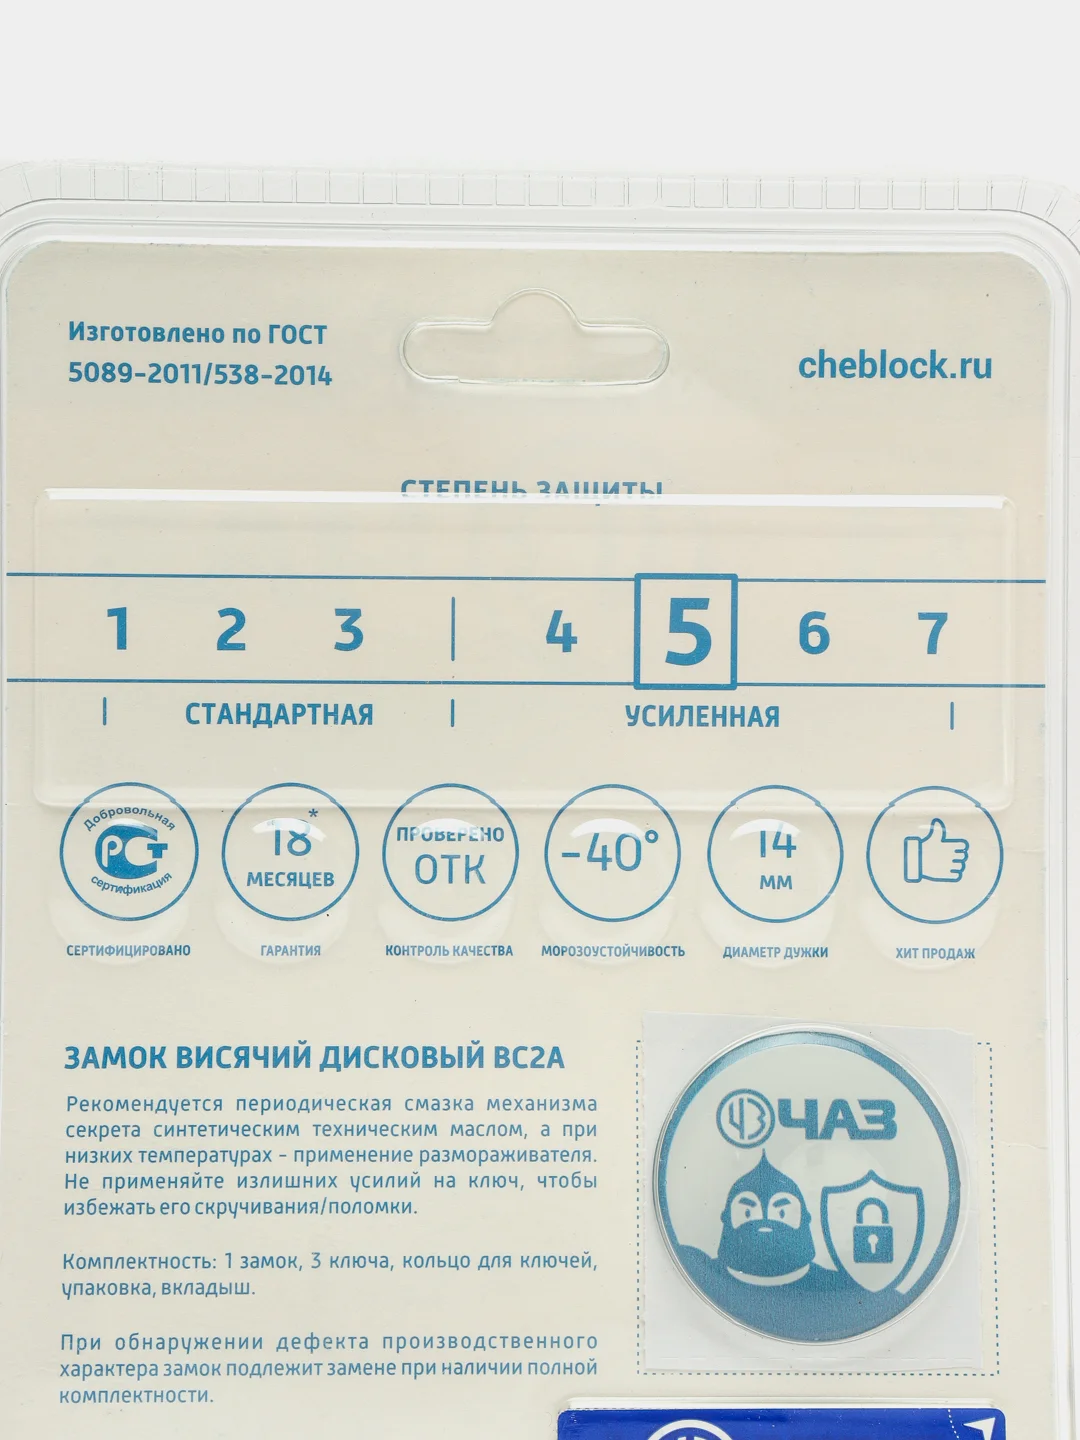 Изготовлено по ГОСТ
5089-2011/538-2014
cheblock.ru
СТЕПЕНЬ ЗАЩИТЫ
1 2 3 4 5 6 7
СТАНДАРТНАЯ УСИЛЕННАЯ
Добровольная
РСТ
сертификация
18*
МЕСЯЦЕВ
ПРОВЕРЕНО
ОТК
-40°
14
ММ
СЕРТИФИЦИРОВАНО ГАРАНТИЯ КОНТРОЛЬ КАЧЕСТВА МОРОЗОУСТОЙЧИВОСТЬ ДИАМЕТР ДУЖКИ ХИТ ПРОДАЖ
ЗАМОК ВИСЯЧИЙ ДИСКОВЫЙ ВС2А
Рекомендуется периодическая смазка механизма
секрета синтетическим техническим маслом, а при
низких температурах - применение размораживателя.
Не применяйте излишних усилий на ключ, чтобы
избежать его скручивания/поломки.
Комплектность: 1 замок, 3 ключа, кольцо для ключей,
упаковка, вкладыш.
При обнаружении дефекта производственного
характера замок подлежит замене при наличии полной
комплектности.
ЧЗ ЧАЗ